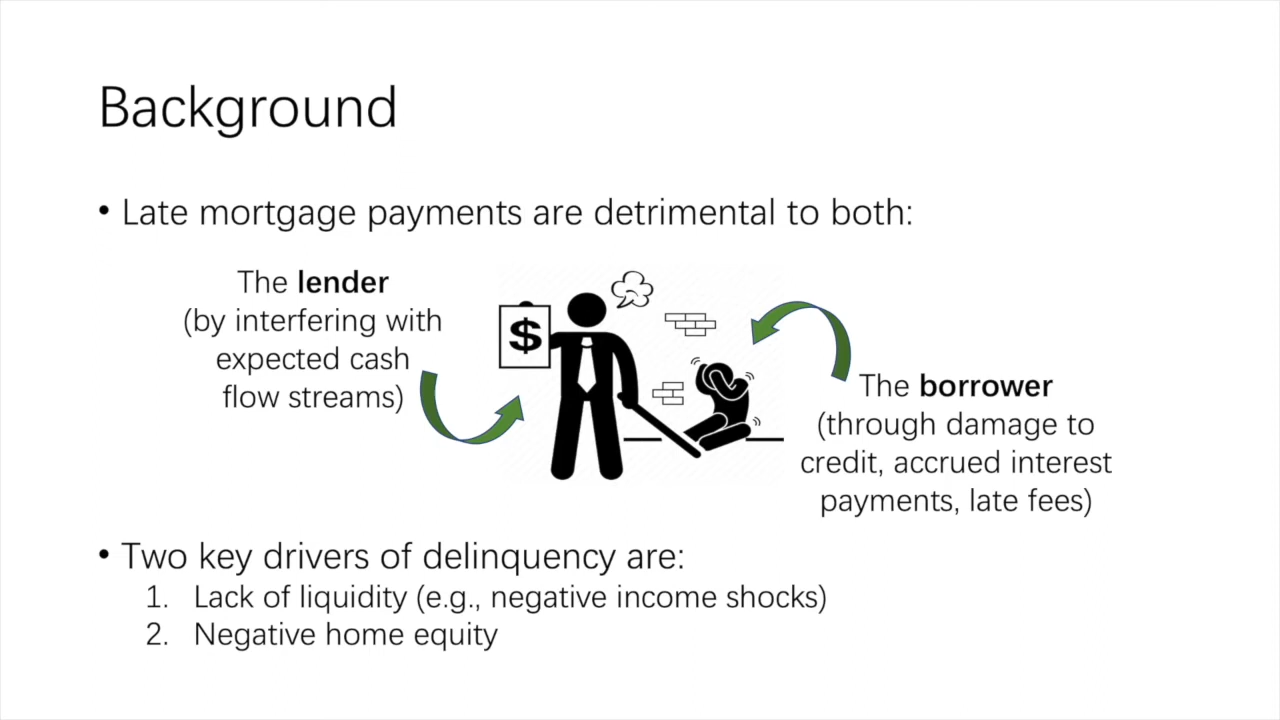 Background
• Late mortgage payments are detrimental to both:
The lender
(by interfering with
expected cash
flow streams)
$
The borrower
(through damage to
credit, accrued interest
payments, late fees)
• Two key drivers of delinquency are:
1. Lack of liquidity (e.g., negative income shocks)
2. Negative home equity